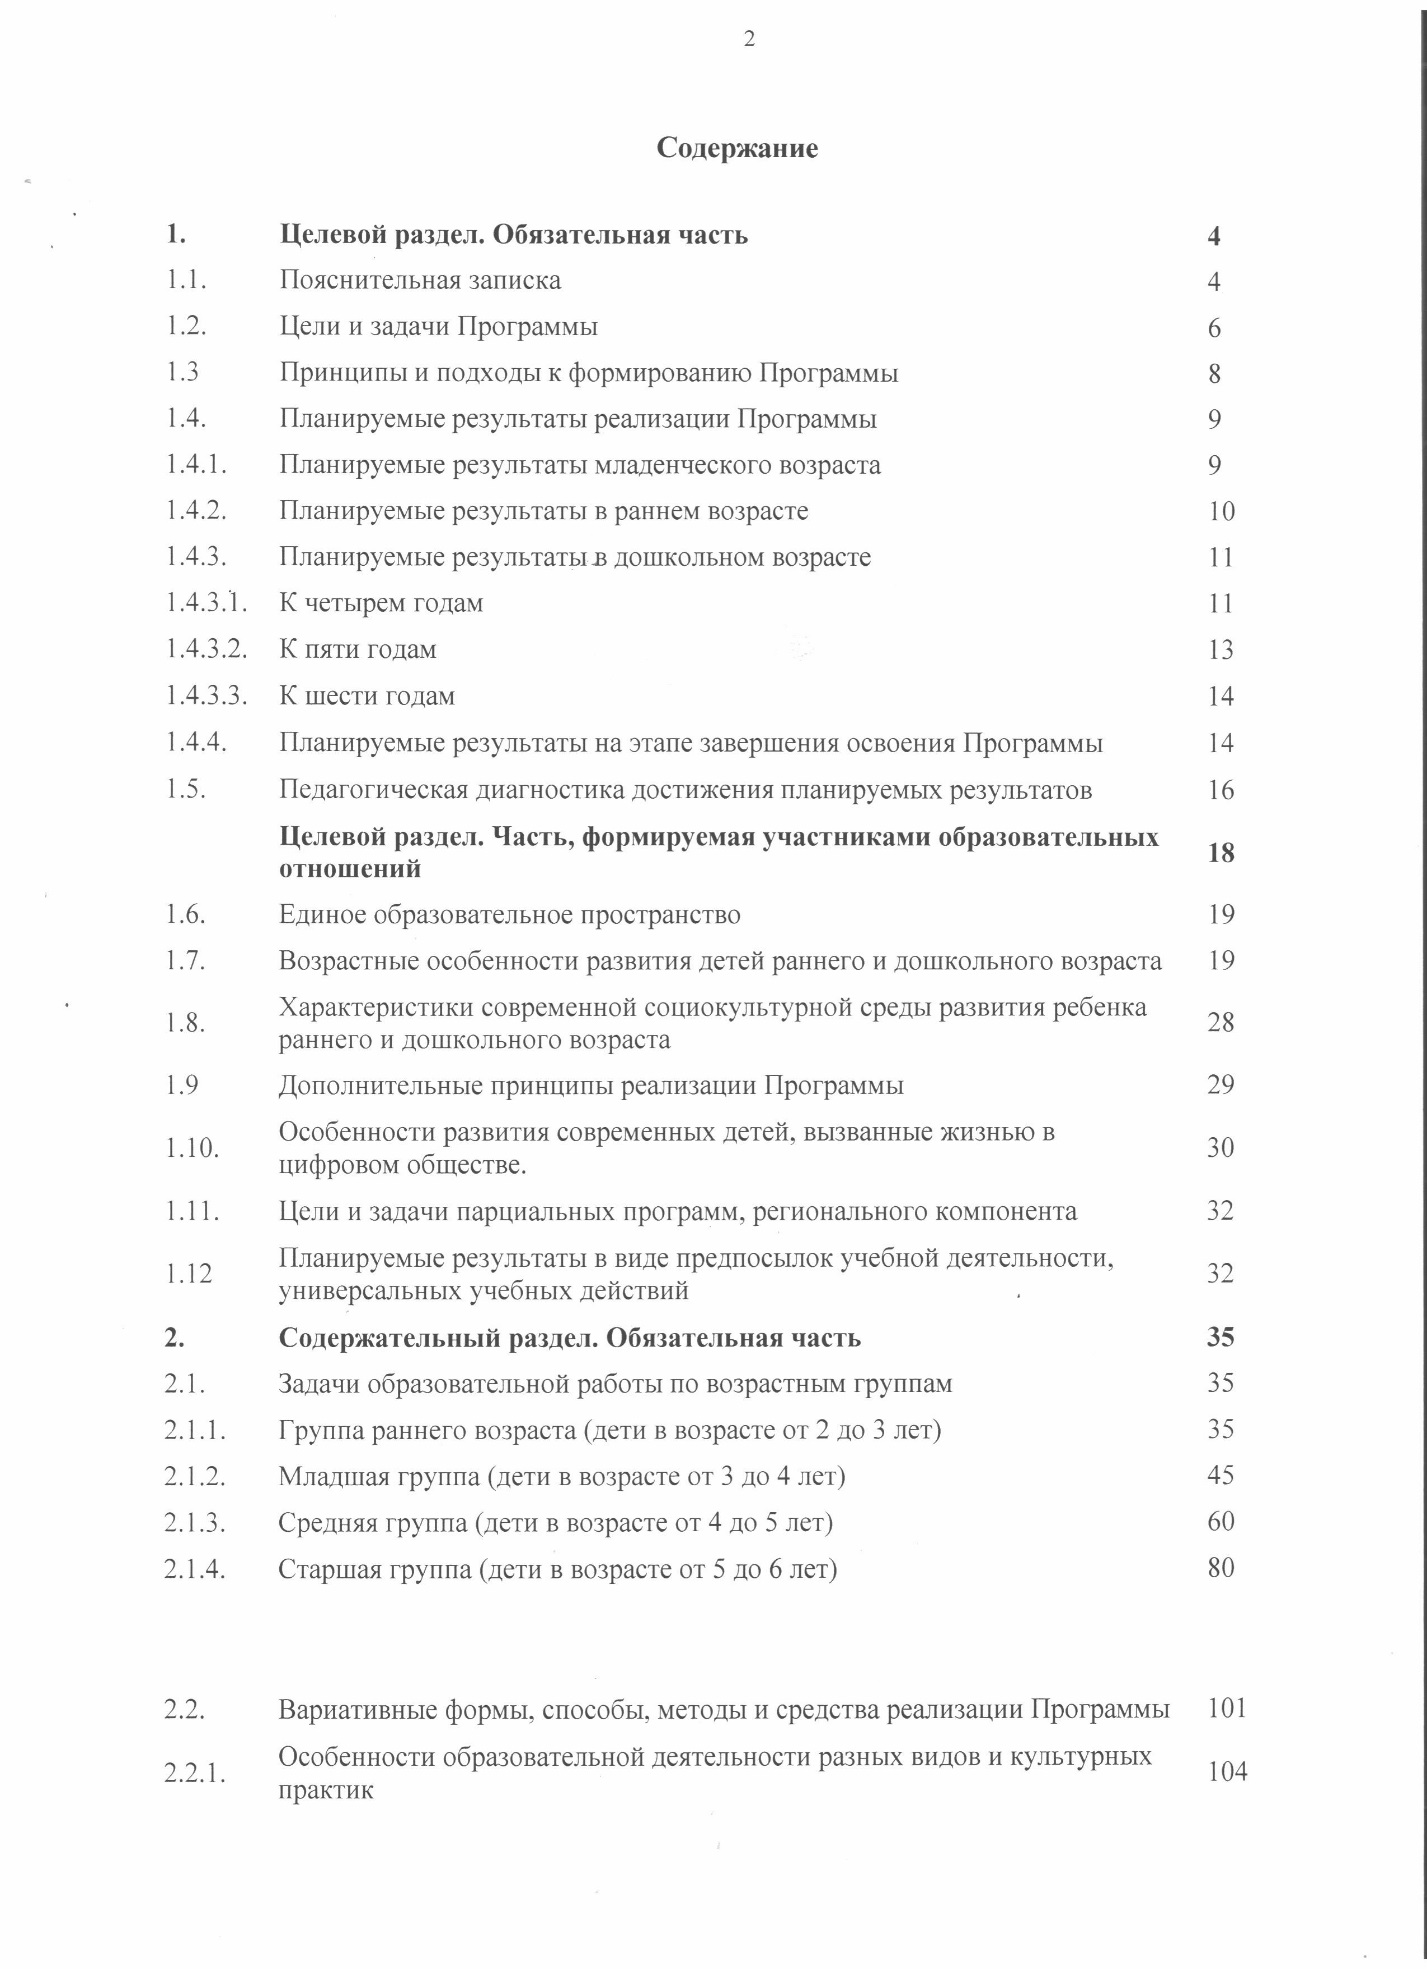 2
Содержание
1. Целевой раздел. Обязательная часть 4
1.1. Пояснительная записка 4
1.2. Цели и задачи Программы 6
1.3 Принципы и подходы к формированию Программы 8
1.4. Планируемые результаты реализации Программы 9
1.4.1. Планируемые результаты младенческого возраста 9
1.4.2. Планируемые результаты в раннем возрасте 10
1.4.3. Планируемые результаты в дошкольном возрасте 11
1.4.3.1. К четырем годам 11
1.4.3.2. К пяти годам 13
1.4.3.3. К шести годам 14
1.4.4. Планируемые результаты на этапе завершения освоения Программы 14
1.5. Педагогическая диагностика достижения планируемых результатов 16
Целевой раздел. Часть, формируемая участниками образовательных
отношений 18
1.6. Единое образовательное пространство 19
1.7. Возрастные особенности развития детей раннего и дошкольного возраста 19
1.8. Характеристики современной социокультурной среды развития ребенка
раннего и дошкольного возраста 28
1.9 Дополнительные принципы реализации Программы 29
1.10. Особенности развития современных детей, вызванные жизнью в
цифровом обществе. 30
1.11. Цели и задачи парциальных программ, регионального компонента 32
1.12 Планируемые результаты в виде предпосылок учебной деятельности,
универсальных учебных действий 32
2. Содержательный раздел. Обязательная часть 35
2.1. Задачи образовательной работы по возрастным группам 35
2.1.1. Группа раннего возраста (дети в возрасте от 2 до 3 лет) 35
2.1.2. Младшая группа (дети в возрасте от 3 до 4 лет) 45
2.1.3. Средняя группа (дети в возрасте от 4 до 5 лет) 60
2.1.4. Старшая группа (дети в возрасте от 5 до 6 лет) 80
2.2. Вариативные формы, способы, методы и средства реализации Программы 101
2.2.1. Особенности образовательной деятельности разных видов и культурных
практик 104